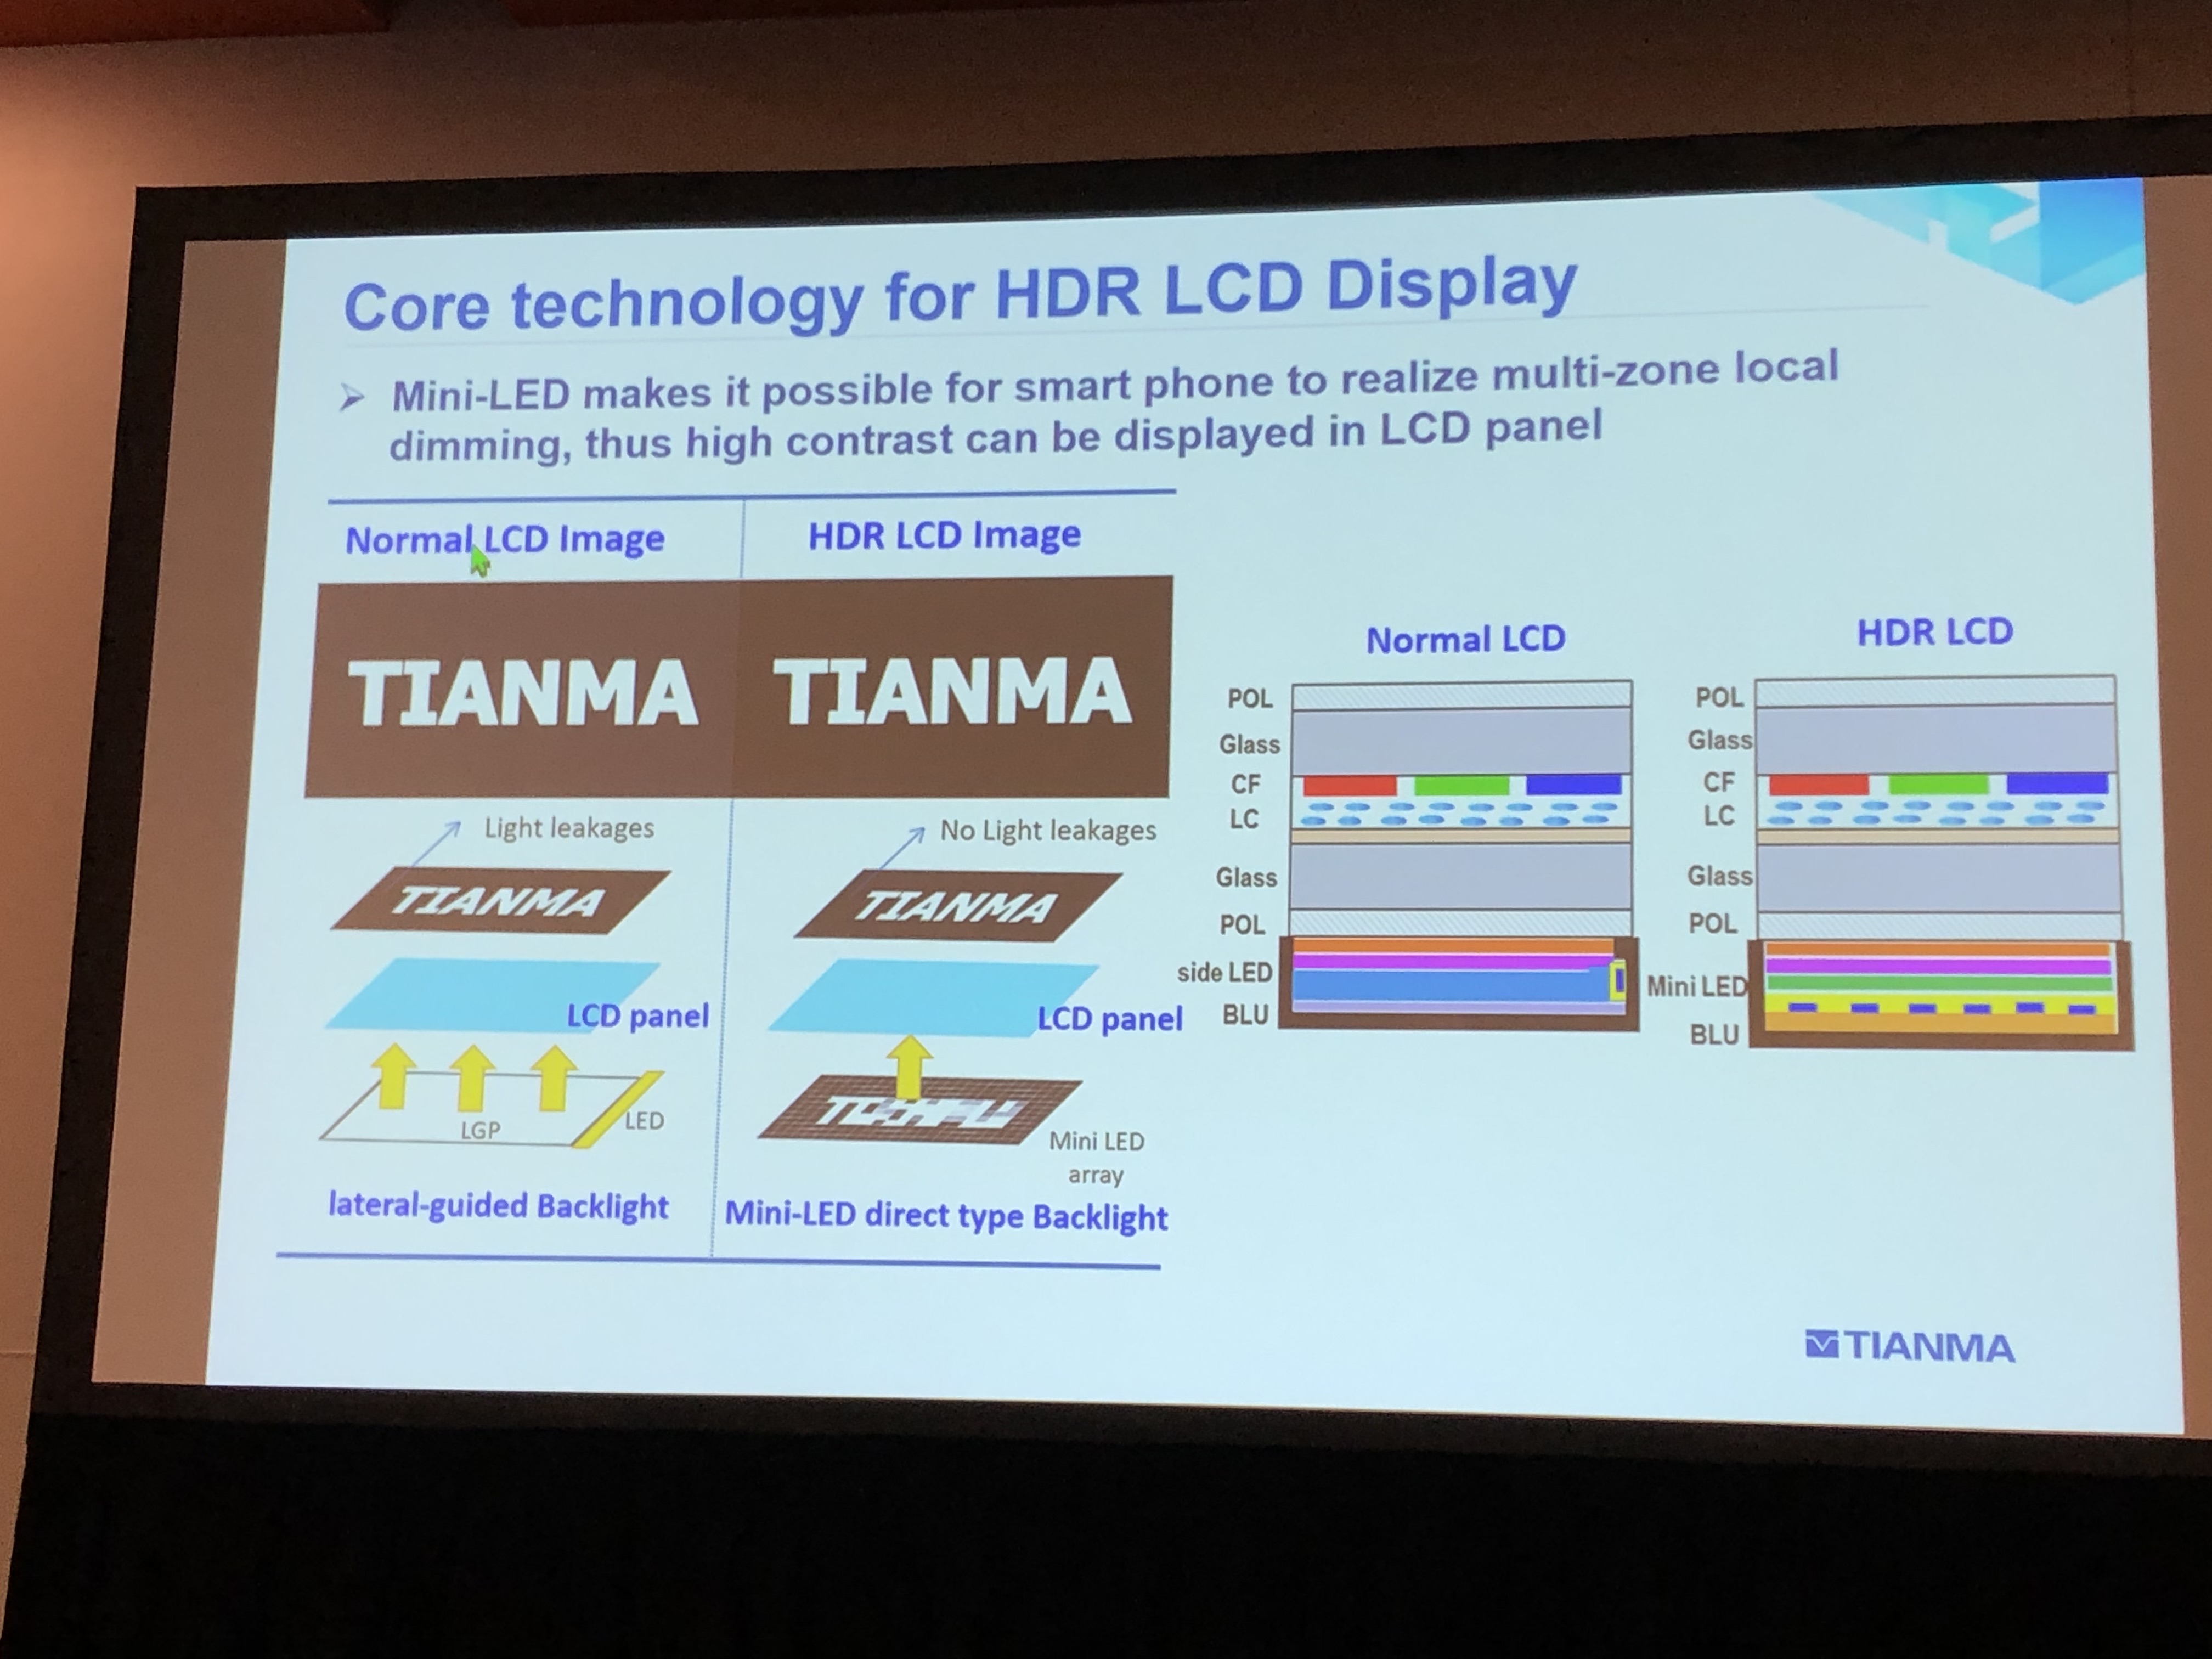 Core technology for HDR LCD Display
➢ Mini-LED makes it possible for smart phone to realize multi-zone local
dimming, thus high contrast can be displayed in LCD panel
Normal LCD Image
HDR LCD Image
TIANMA
TIANMA
Light leakages
No Light leakages
TIANMA
TIANMA
LCD panel
LCD panel
LGP
LED
Mini LED
array
lateral-guided Backlight
Mini-LED direct type Backlight
Normal LCD
POL
Glass
CF
LC
Glass
POL
side LED
BLU
HDR LCD
POL
Glass
CF
LC
Glass
POL
Mini LED
BLU
TIANMA